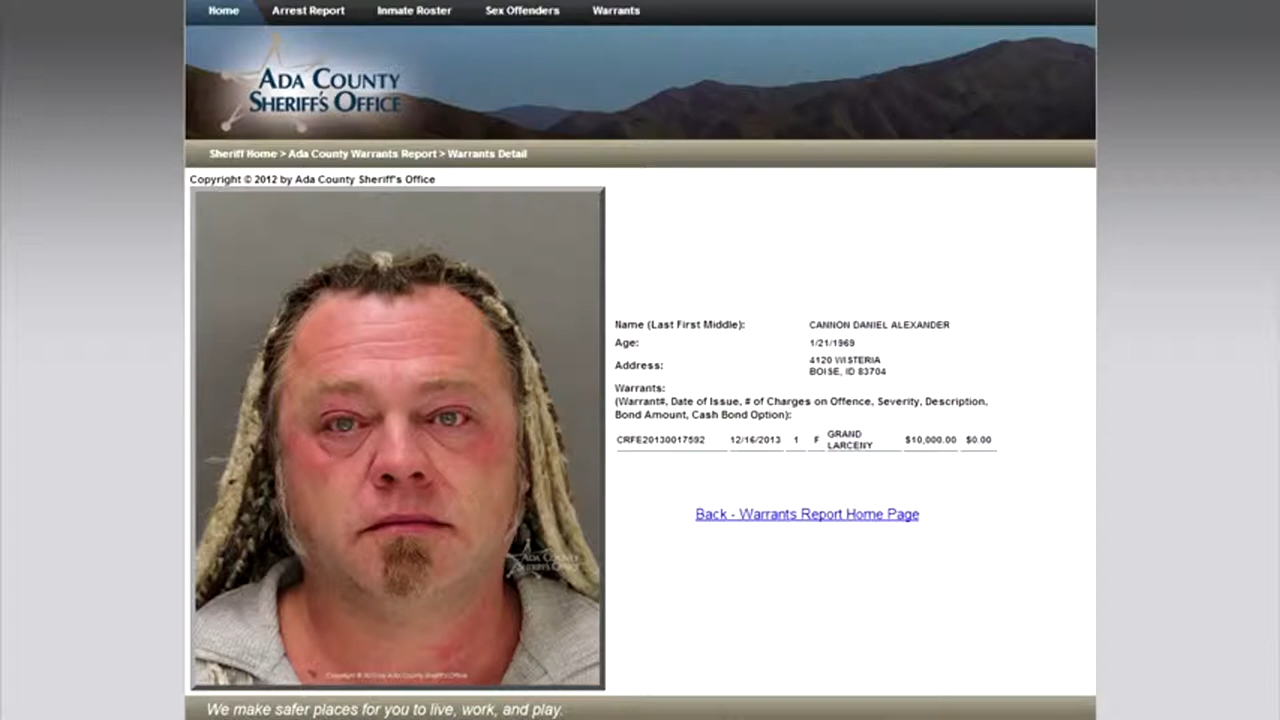 Home Arrest Report Inmate Roster Sex Offenders Warrants
ADA COUNTY
SHERIFF'S OFFICE
Sheriff Home > Ada County Warrants Report > Warrants Detail
Copyright © 2012 by Ada County Sheriff's Office
Name (Last First Middle): CANNON DANIEL ALEXANDER
Age: 1/21/1969
Address: 4120 WISTERIA
BOISE, ID 83704
Warrants:
(Warrant#, Date of Issue, # of Charges on Offence, Severity, Description,
Bond Amount, Cash Bond Option):
CRFE20130017592 12/16/2013 1 F GRAND LARCENY $10,000.00 $0.00
Back - Warrants Report Home Page
ADA COUNTY
SHERIFF'S OFFICE
We make safer places for you to live, work, and play.